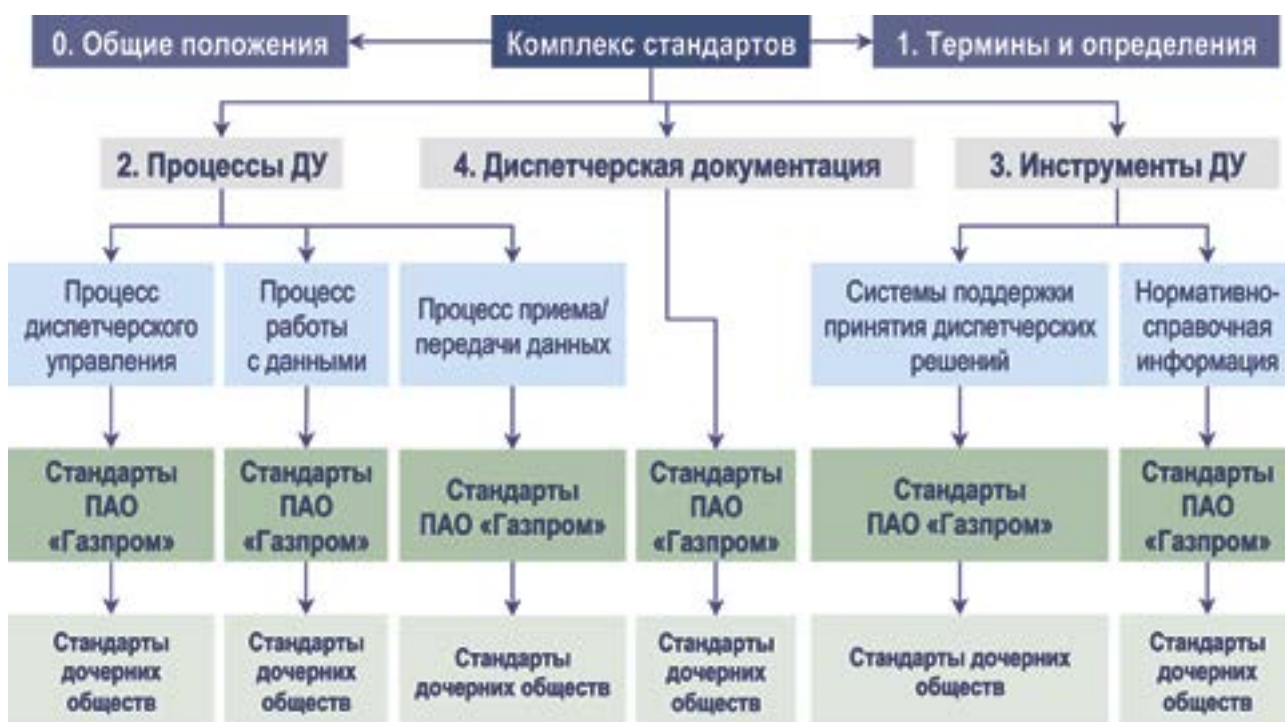 0. Общие положения
Комплекс стандартов
1. Термины и определения
2. Процессы ДУ
4. Диспетчерская документация
3. Инструменты ДУ
Процесс
диспетчерского
управления
Процесс
работы
с данными
Процесс приема/
передачи данных
Системы поддержки
принятия диспетчерских
решений
Нормативно-
справочная
информация
Стандарты
ПАО
«Газпром»
Стандарты
ПАО
«Газпром»
Стандарты
ПАО «Газпром»
Стандарты
ПАО
«Газпром»
Стандарты
ПАО «Газпром»
Стандарты
ПАО
«Газпром»
Стандарты
дочерних
обществ
Стандарты
дочерних
обществ
Стандарты
дочерних обществ
Стандарты
дочерних
обществ
Стандарты дочерних
обществ
Стандарты
дочерних
обществ